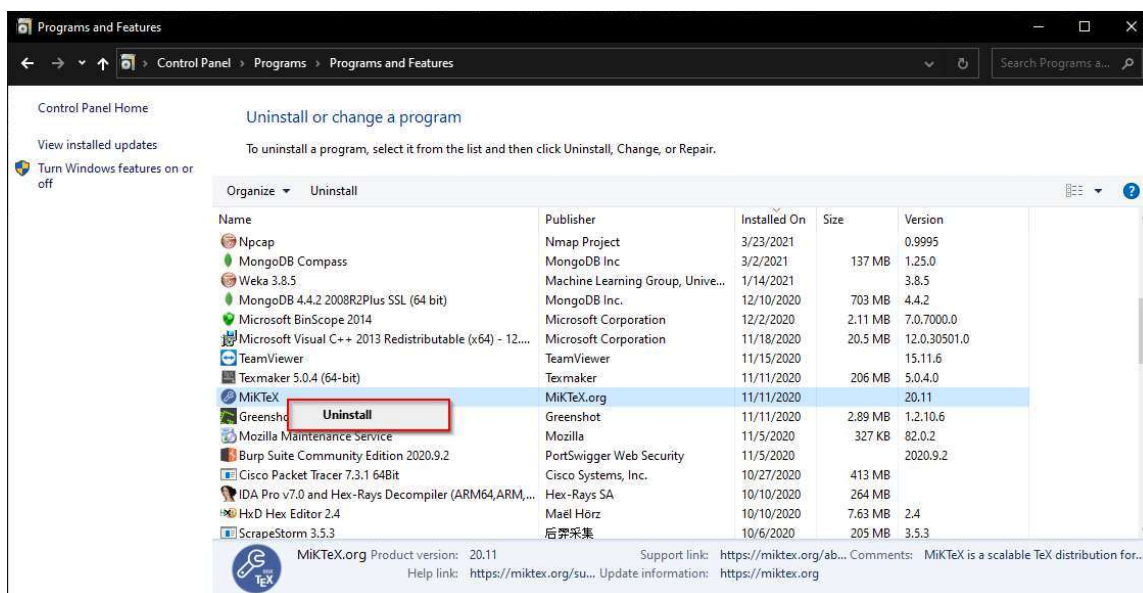 Programs and Features
Control Panel › Programs › Programs and Features
Search Programs a...
Control Panel Home
View installed updates
Turn Windows features on or
off
Uninstall or change a program
To uninstall a program, select it from the list and then click Uninstall, Change, or Repair.
Organize Uninstall
Name Publisher Installed On Size Version
Npcap Nmap Project 3/23/2021 0.9995
MongoDB Compass MongoDB Inc 3/2/2021 137 MB 1.25.0
Weka 3.8.5 Machine Learning Group, Unive... 1/14/2021 3.8.5
MongoDB 4.4.2 2008R2Plus SSL (64 bit) MongoDB Inc. 12/10/2020 703 MB 4.4.2
Microsoft BinScope 2014 Microsoft Corporation 12/2/2020 2.11 MB 7.0.7000.0
Microsoft Visual C++ 2013 Redistributable (x64) - 12.... Microsoft Corporation 11/18/2020 20.5 MB 12.0.30501.0
TeamViewer TeamViewer 11/15/2020 15.11.6
Texmaker 5.0.4 (64-bit) Texmaker 11/11/2020 206 MB 5.0.4.0
MiKTeX MiKTeX.org 11/11/2020 20.11
Greensho Uninstall Greenshot 11/11/2020 2.89 MB 1.2.10.6
Mozilla Maintenance Service Mozilla 11/5/2020 327 KB 82.0.2
Burp Suite Community Edition 2020.9.2 PortSwigger Web Security 11/5/2020 2020.9.2
Cisco Packet Tracer 7.3.1 64Bit Cisco Systems, Inc. 10/27/2020 413 MB
IDA Pro v7.0 and Hex-Rays Decompiler (ARM64,ARM,... Hex-Rays SA 10/10/2020 264 MB
HxD Hex Editor 2.4 Maël Hörz 10/10/2020 7.63 MB 2.4
ScrapeStorm 3.5.3 后羿采集 10/6/2020 205 MB 3.5.3
MiKTeX.org Product version: 20.11 Support link: https://miktex.org/ab... Comments: MiKTeX is a scalable TeX distribution for...
Help link: https://miktex.org/su... Update information: https://miktex.org